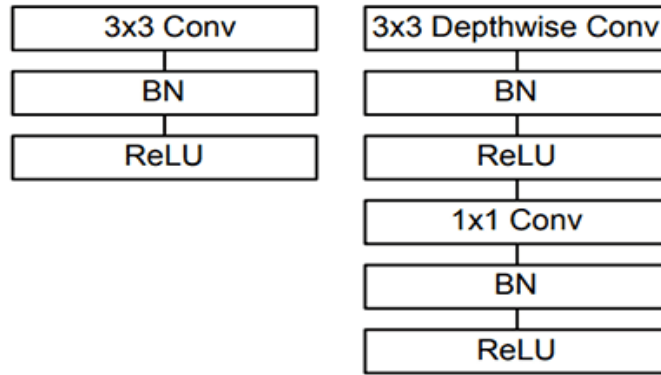 3x3 Conv
BN
ReLU
3x3 Depthwise Conv
BN
ReLU
1x1 Conv
BN
ReLU